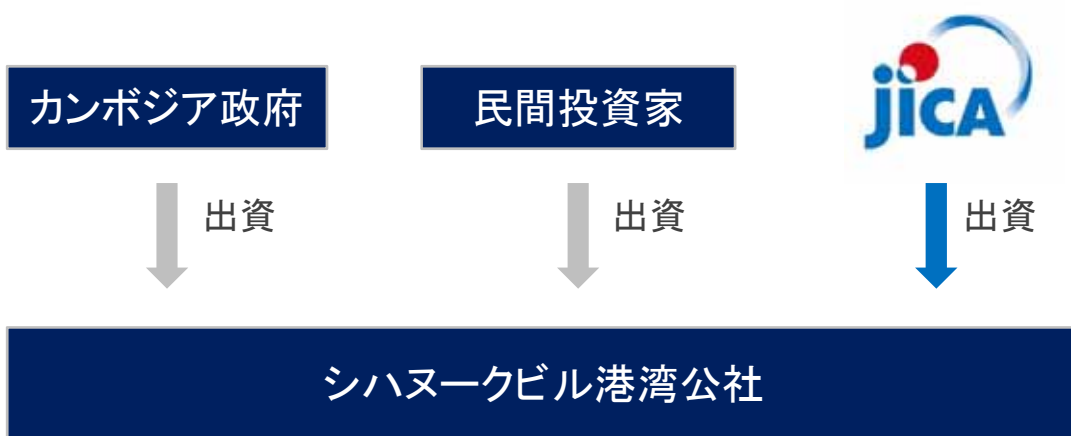 カンボジア政府
民間投資家
jica
出資
出資
出資
シハヌークビル港湾公社